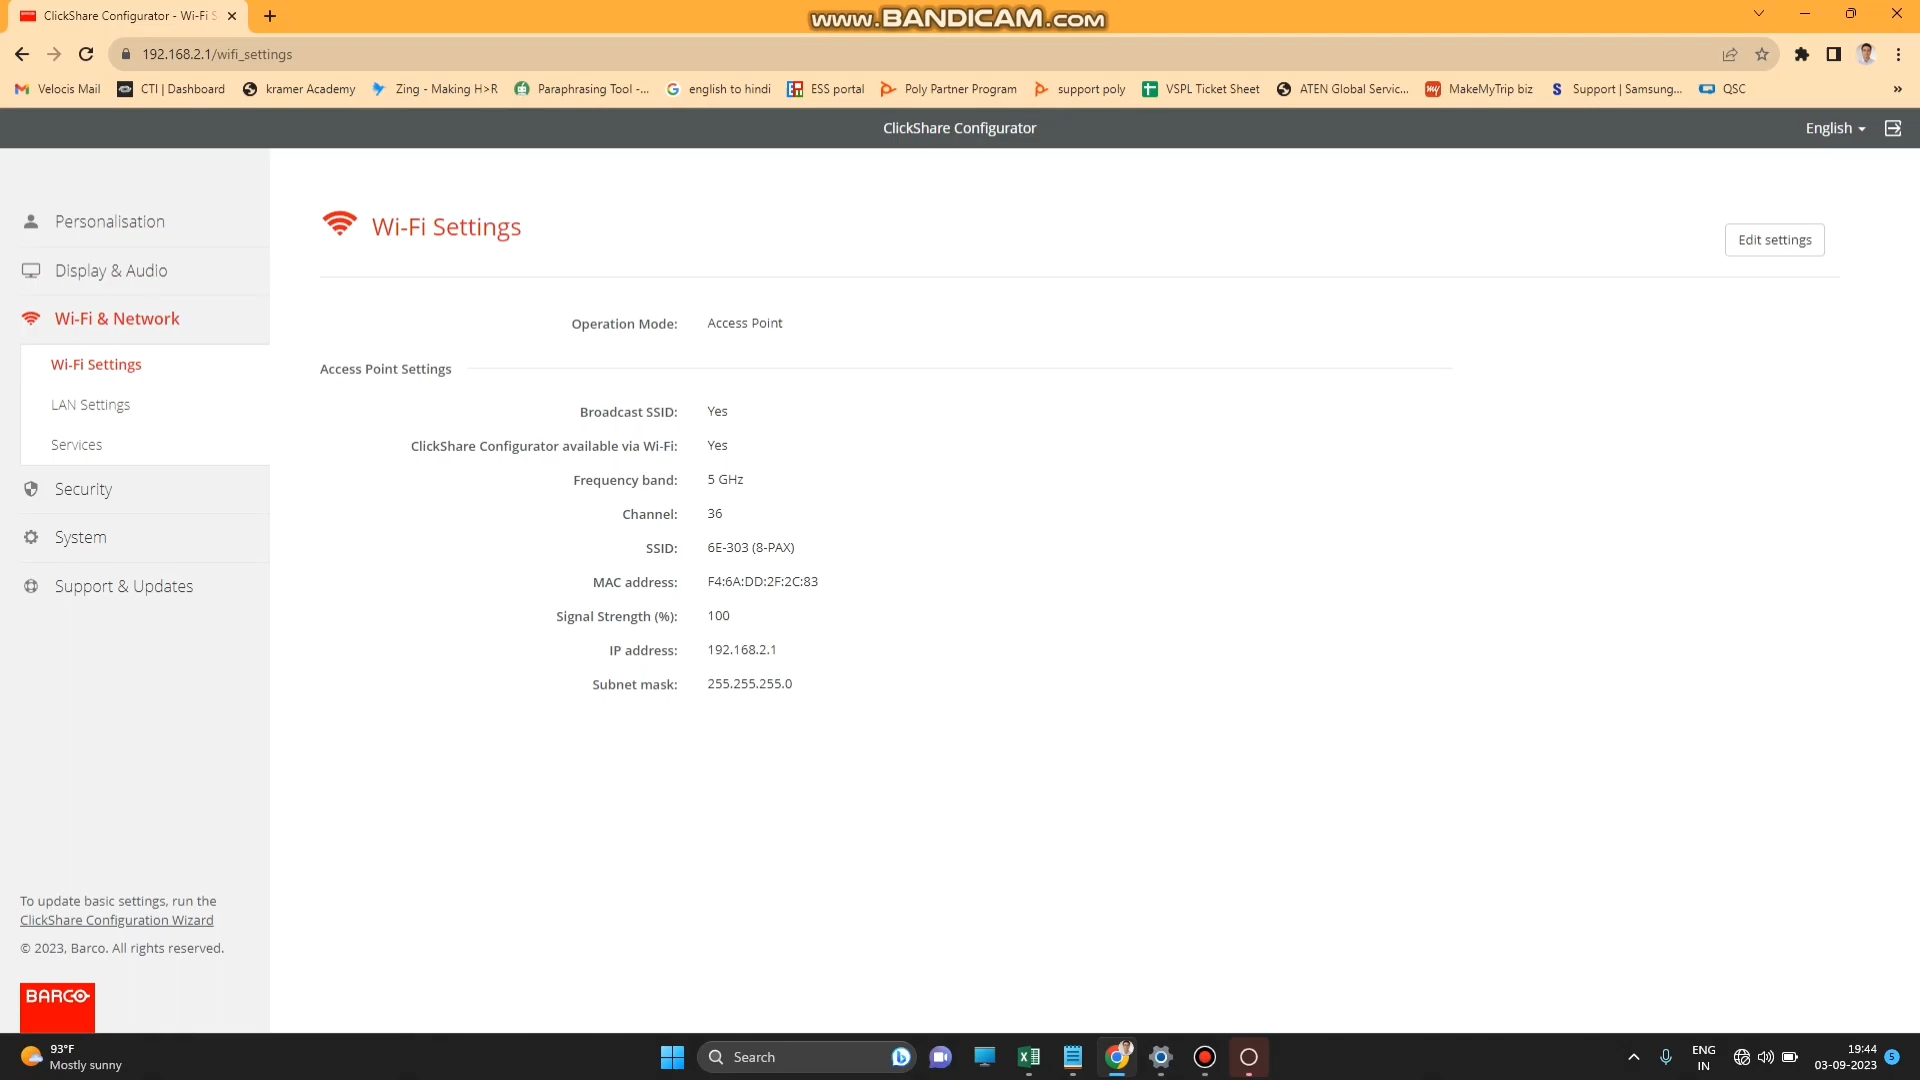 ClickShare Configurator - Wi-Fi S
www.BANDICAM.com
192.168.2.1/wifi_settings
Velocis Mail
CTI | Dashboard
kramer Academy
Zing - Making H>R
Paraphrasing Tool -...
english to hindi
ESS portal
Poly Partner Program
support poly
VSPL Ticket Sheet
ATEN Global Servic...
MakeMyTrip biz
Support | Samsung...
QSC
»
ClickShare Configurator
English
Personalisation
Display & Audio
Wi-Fi & Network
Wi-Fi Settings
LAN Settings
Services
Security
System
Support & Updates
To update basic settings, run the
ClickShare Configuration Wizard
© 2023, Barco. All rights reserved.
BARCO
Wi-Fi Settings
Edit settings
Operation Mode: Access Point
Access Point Settings
Broadcast SSID: Yes
ClickShare Configurator available via Wi-Fi: Yes
Frequency band: 5 GHz
Channel: 36
SSID: 6E-303 (8-PAX)
MAC address: F4:6A:DD:2F:2C:83
Signal Strength (%): 100
IP address: 192.168.2.1
Subnet mask: 255.255.255.0
93°F
Mostly sunny
Search
ENG
IN
19:44
03-09-2023
5